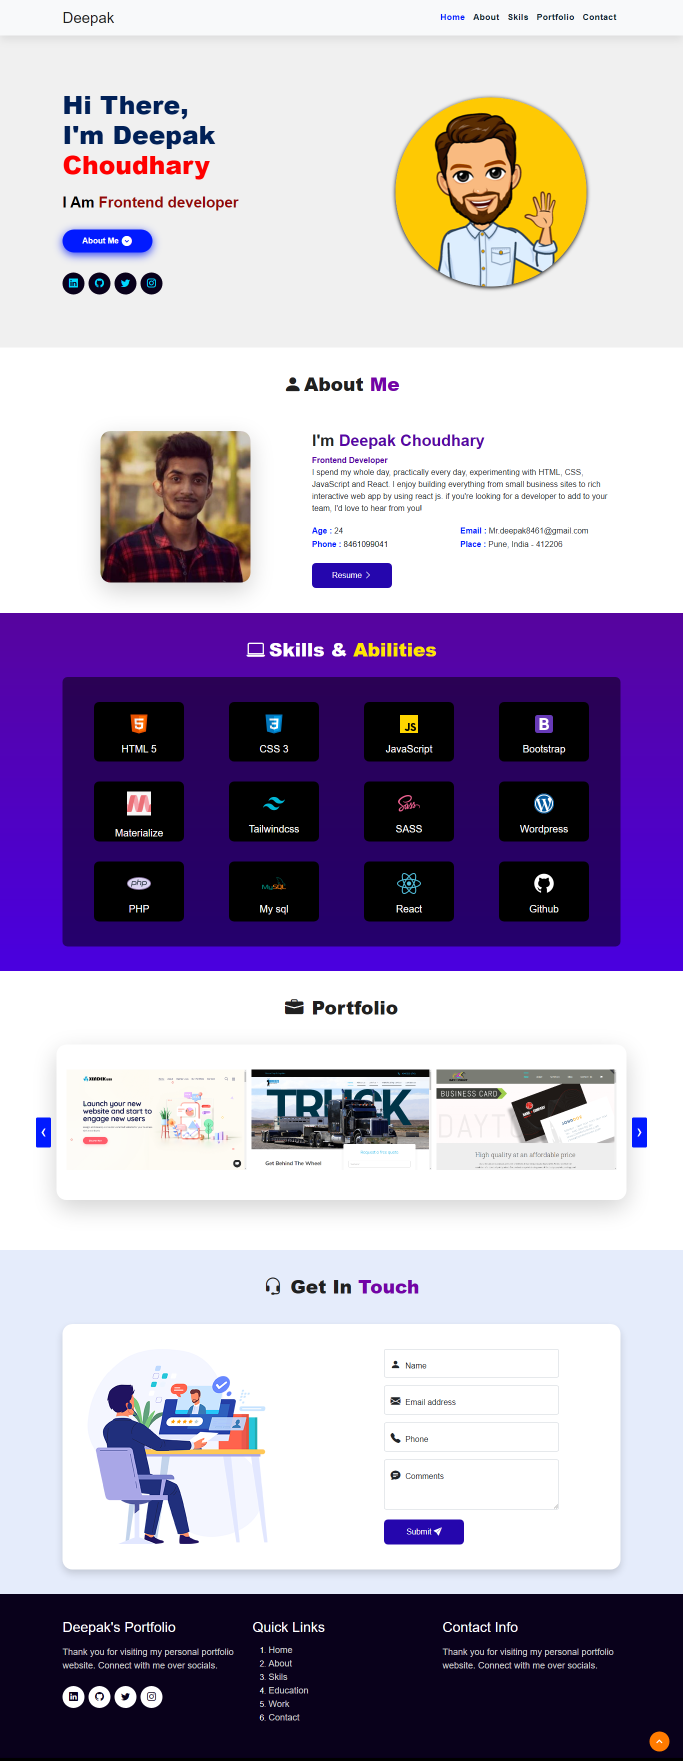 Deepak
Home About Skils Portfolio Contact
Hi There,
I'm Deepak
Choudhary
I Am Frontend developer
About Me
About Me
I'm Deepak Choudhary
Frontend Developer
I spend my whole day, practically every day, experimenting with HTML, CSS,
JavaScript and React. I enjoy building everything from small business sites to rich
interactive web app by using react js. if you're looking for a developer to add to your
team, I'd love to hear from you!
Age : 24
Email : Mr.deepak8461@gmail.com
Phone : 8461099041
Place : Pune, India - 412206
Resume
Skills & Abilities
HTML 5
CSS 3
JS
JavaScript
B
Bootstrap
Materialize
Tailwindcss
Sass
SASS
Wordpress
php
PHP
MySQL
My sql
React
Github
Portfolio
Launch your new
website and start to
engage new users
TRUCK
Get Behind The Wheel
Request a free quote
BUSINESS CARD
DAYT
High quality at an affordable price
Get In Touch
Name
Email address
Phone
Comments
Submit
Deepak's Portfolio
Thank you for visiting my personal portfolio
website. Connect with me over socials.
Quick Links
1. Home
2. About
3. Skils
4. Education
5. Work
6. Contact
Contact Info
Thank you for visiting my personal portfolio
website. Connect with me over socials.